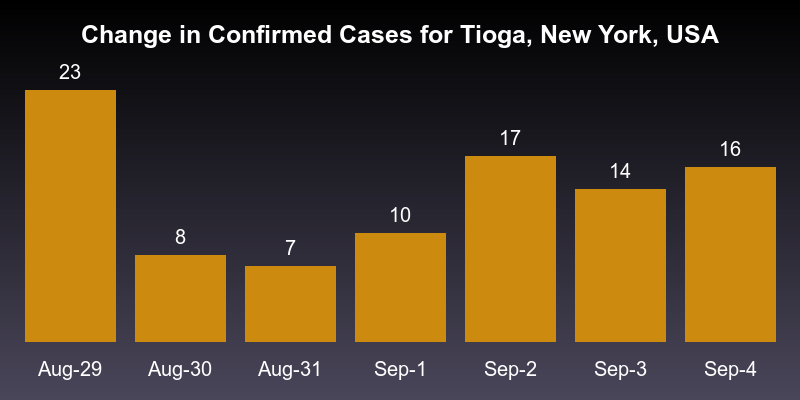 Change in Confirmed Cases for Tioga, New York, USA
23
8
7
10
17
14
16
Aug-29
Aug-30
Aug-31
Sep-1
Sep-2
Sep-3
Sep-4